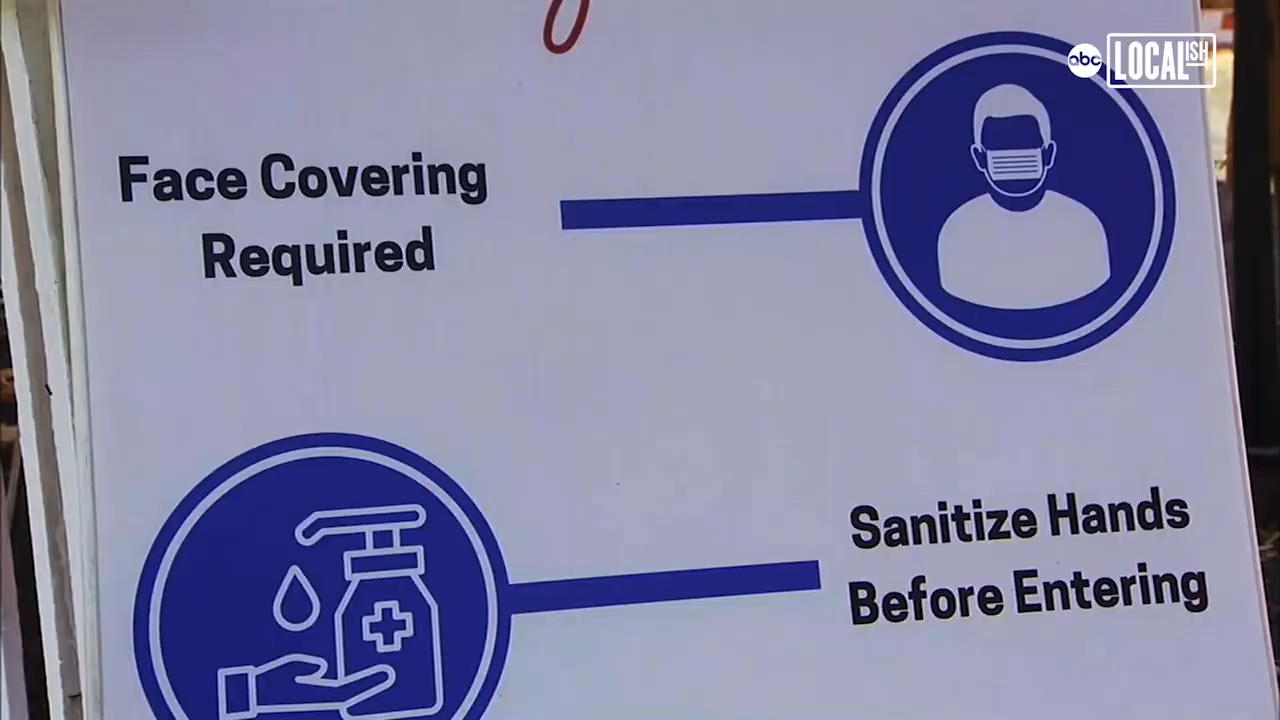 abc LOCALISH
Face Covering
Required
Sanitize Hands
Before Entering